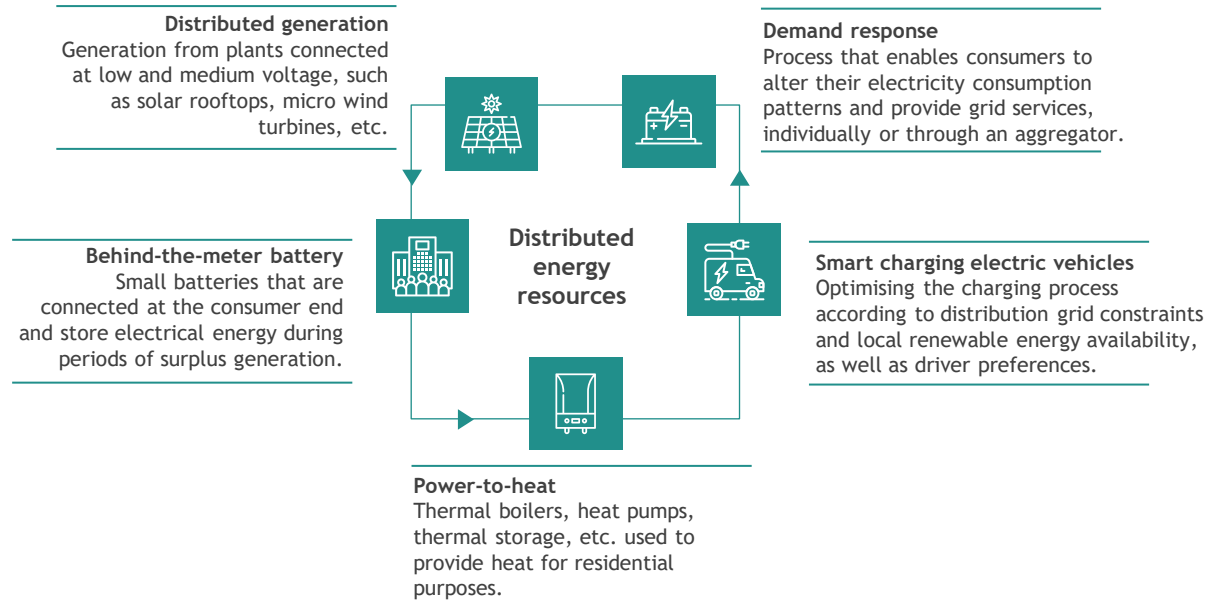 Distributed generation
Generation from plants connected
at low and medium voltage, such
as solar rooftops, micro wind
turbines, etc.
Demand response
Process that enables consumers to
alter their electricity consumption
patterns and provide grid services,
individually or through an aggregator.
Behind-the-meter battery
Small batteries that are
connected at the consumer end
and store electrical energy during
periods of surplus generation.
Distributed
energy
resources
Smart charging electric vehicles
Optimising the charging process
according to distribution grid constraints
and local renewable energy availability,
as well as driver preferences.
Power-to-heat
Thermal boilers, heat pumps,
thermal storage, etc. used to
provide heat for residential
purposes.